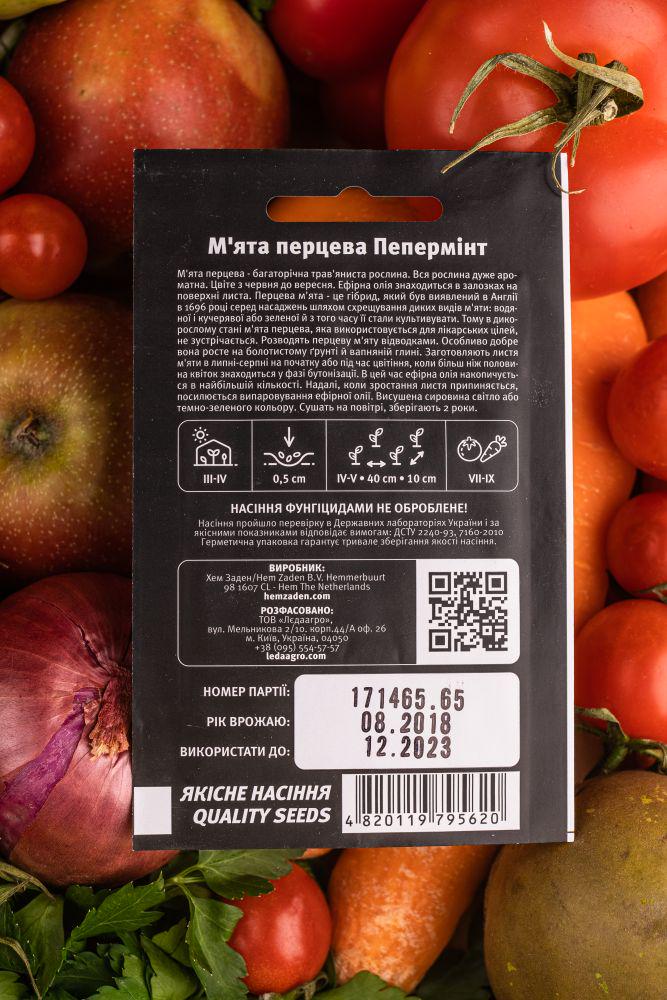 М'ята перцева Пепермінт
М'ята перцева - багаторічна трав'яниста рослина. Вся рослина дуже аро-
матна. Цвіте з червня до вересня. Ефірна олія знаходиться в залозках на
поверхні листа. Перцева м'ята - це гібрид, який був виявлений в Англії
в 1696 році серед насаджень шляхом схрещування диких видів м'яти: водя-
ної і кучерявої або зеленої й з того часу її стали культивувати. Тому в дико-
рослому стані м'ята перцева, яка використовується для лікарських цілей,
не зустрічається. Розводять перцеву м'яту відводками. Особливо добре
вона росте на болотистому ґрунті й вапняній глині. Заготовляють листя
м'яти в липні-серпні на початку або під час цвітіння, коли більш ніж полови-
на квіток знаходиться у фазі бутонізації. В цей час ефірна олія накопичуєть-
ся в найбільшій кількості. Надалі, коли зростання листя припиняється,
посилюється випаровування ефірної олії. Висушена сировина світло або
темно-зеленого кольору. Сушать на повітрі, зберігають 2 роки.
III-IV
0,5 cm
IV-V • 40 cm • 10 cm
VII-IX
НАСІННЯ ФУНГІЦИДАМИ НЕ ОБРОБЛЕНЕ!
Насіння пройшло перевірку в Державних лабораторіях України і за
якісними показниками відповідає вимогам: ДСТУ 2240-93, 7160-2010
Герметична упаковка гарантує тривале зберігання якості насіння.
ВИРОБНИК:
Хем Заден/Hem Zaden B.V. Hemmerbuurt
98 1607 CL - Hem The Netherlands
hemzaden.com
РОЗФАСОВАНО:
ТОВ «Лєдаагро»,
вул. Мельникова 2/10. корп.44/А оф. 26
м. Київ, Україна, 04050
+38 (095) 554-57-57
ledaagro.com
НОМЕР ПАРТІЇ: 171465.65
РІК ВРОЖАЮ: 08.2018
ВИКОРИСТАТИ ДО: 12.2023
ЯКІСНЕ НАСІННЯ
QUALITY SEEDS
4 820119 795620